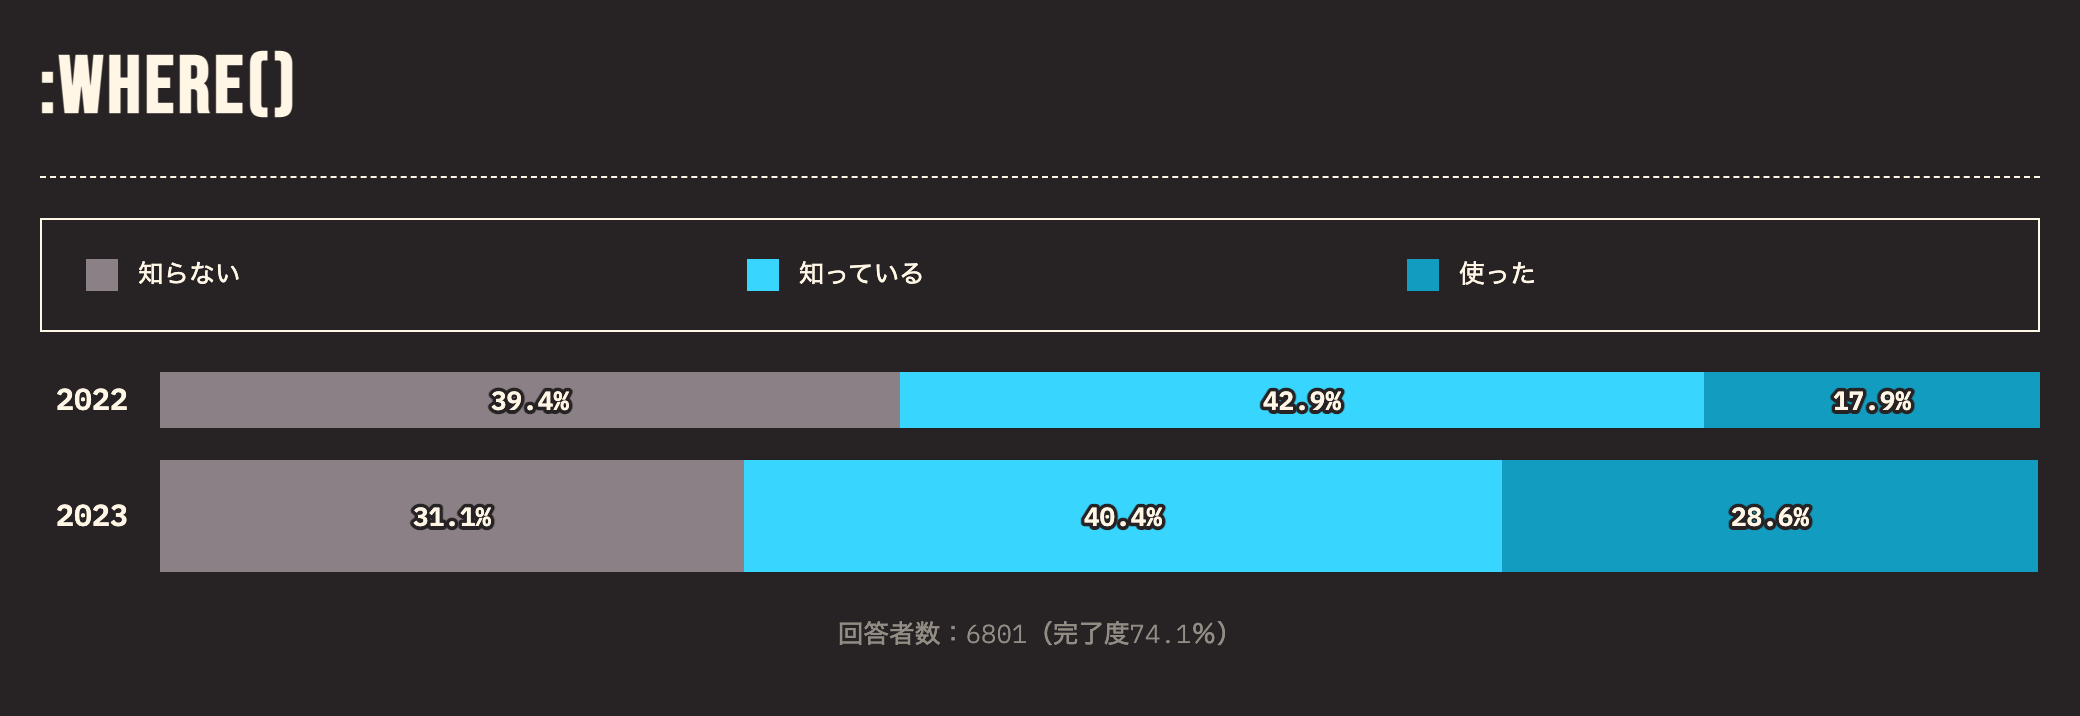 :WHERE()
知らない 知っている 使った
2022 39.4% 42.9% 17.9%
2023 31.1% 40.4% 28.6%
回答者数：6801（完了度74.1%）